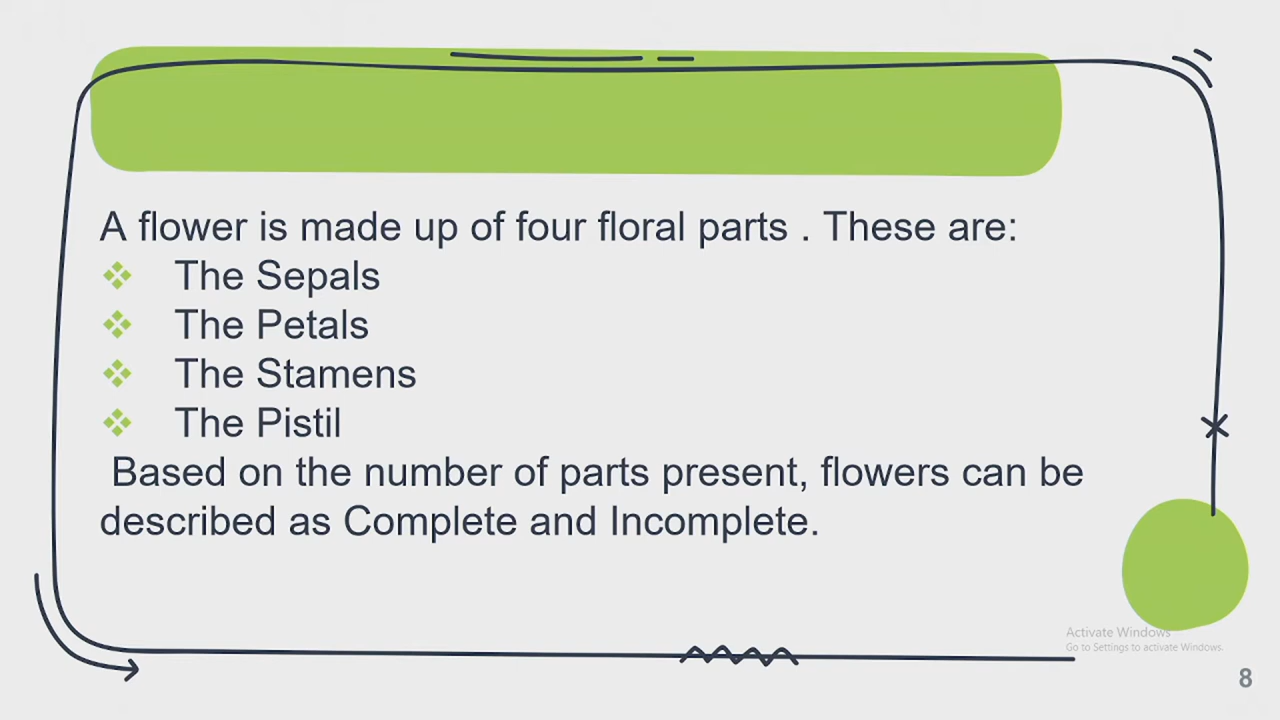 A flower is made up of four floral parts . These are:
❖ The Sepals
❖ The Petals
❖ The Stamens
❖ The Pistil
Based on the number of parts present, flowers can be
described as Complete and Incomplete.
Activate Windows
Go to Settings to activate Windows.
8